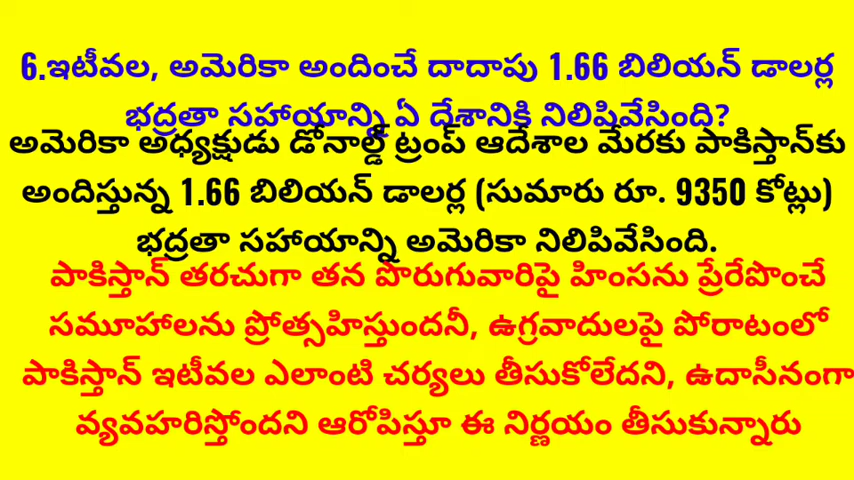 6.ఇటీవల, అమెరికా అందించే దాదాపు 1.66 బిలియన్ డాలర్ల
భద్రతా సహాయాన్ని ఏ దేశానికి నిలిపివేసింది?
అమెరికా అధ్యక్షుడు డోనాల్డ్ ట్రంప్ ఆదేశాల మేరకు పాకిస్తాన్‌కు
అందిస్తున్న 1.66 బిలియన్ డాలర్ల (సుమారు రూ. 9350 కోట్లు)
భద్రతా సహాయాన్ని అమెరికా నిలిపివేసింది.
పాకిస్తాన్ తరచుగా తన పొరుగువారిపై హింసను ప్రేరేపించే
సమూహాలను ప్రోత్సహిస్తుందనీ, ఉగ్రవాదులపై పోరాటంలో
పాకిస్తాన్ ఇటీవల ఎలాంటి చర్యలు తీసుకోలేదని, ఉదాసీనంగా
వ్యవహరిస్తోందని ఆరోపిస్తూ ఈ నిర్ణయం తీసుకున్నారు